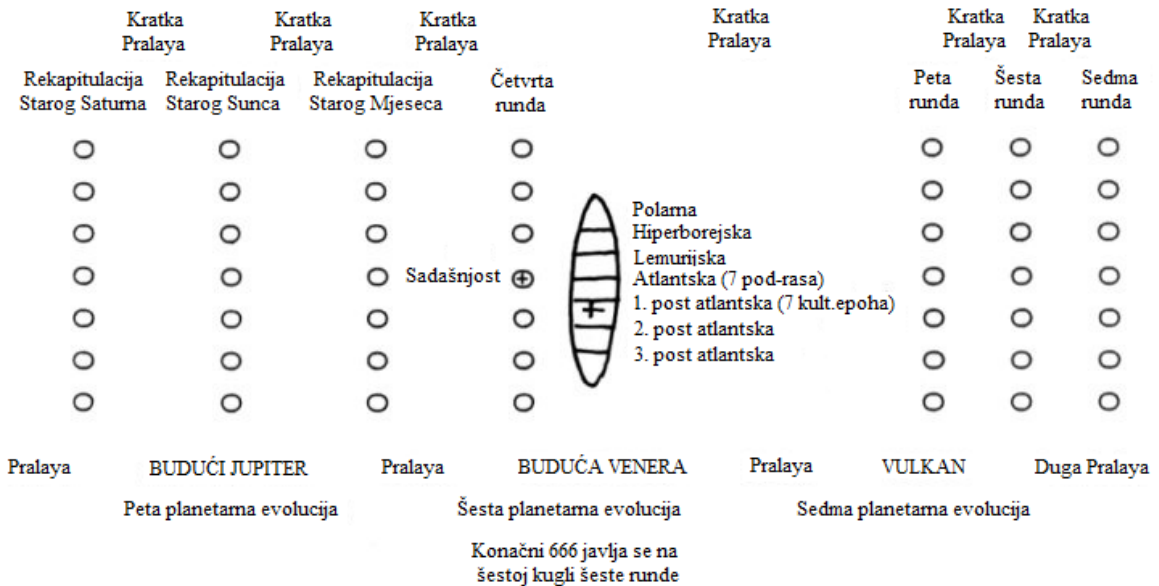 Kratka Kratka Kratka Kratka Kratka Kratka
Pralaya Pralaya Pralaya Pralaya Pralaya Pralaya
Rekapitulacija Rekapitulacija Rekapitulacija Četvrta Peta Šesta Sedma
Starog Saturna Starog Sunca Starog Mjeseca runda runda runda runda
Polarna
Hiperborejska
Lemurijska
Sadašnjost Atlantska (7 pod-rasa)
1. post atlantska (7 kult.epoha)
2. post atlantska
3. post atlantska
Pralaya BUDUĆI JUPITER Pralaya BUDUĆA VENERA Pralaya VULKAN Duga Pralaya
Peta planetarna evolucija Šesta planetarna evolucija Sedma planetarna evolucija
Konačni 666 javlja se na
šestoj kugli šeste runde